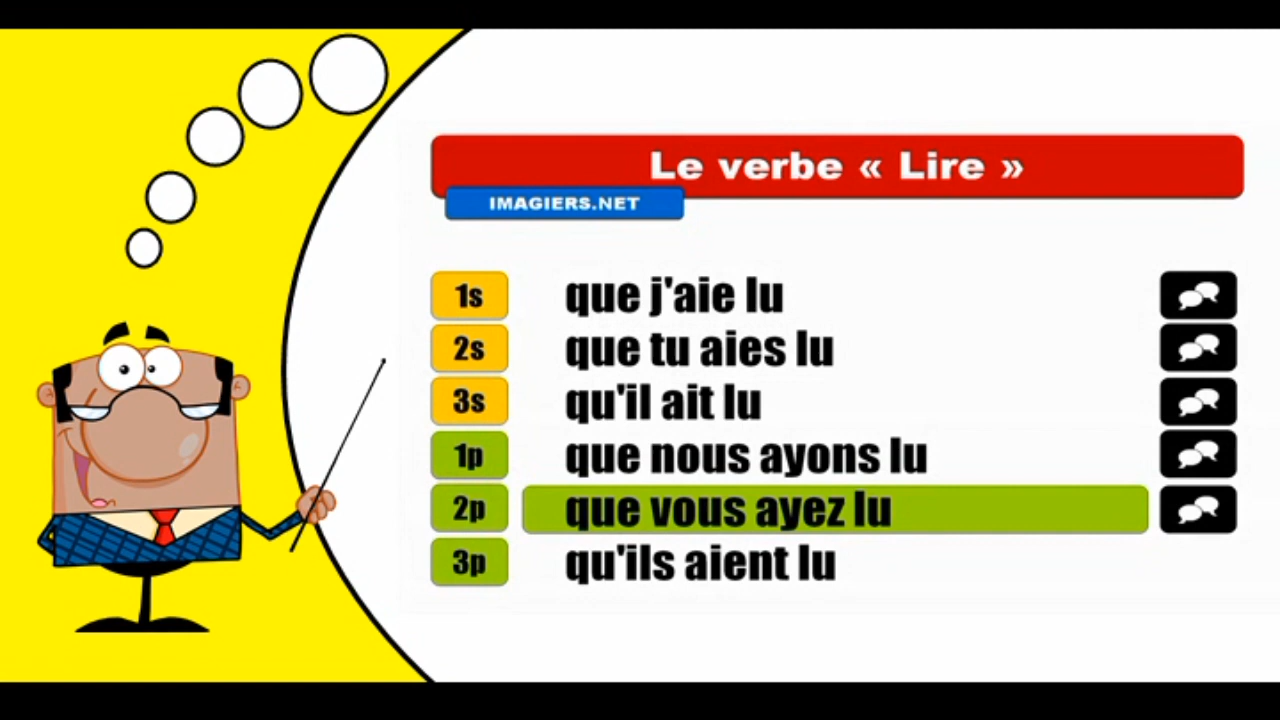 Le verbe « Lire »
IMAGIERS.NET
1s que j'aie lu
2s que tu aies lu
3s qu'il ait lu
1p que nous ayons lu
2p que vous ayez lu
3p qu'ils aient lu